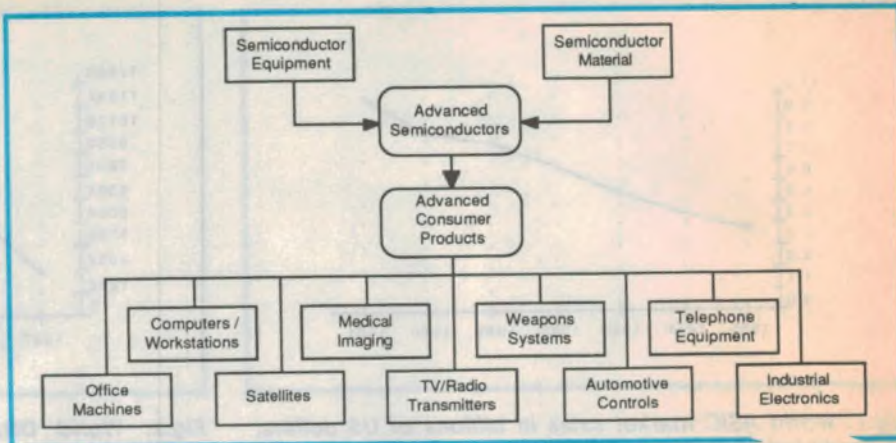 Semiconductor
Equipment
Semiconductor
Material
Advanced
Semiconductors
Advanced
Consumer
Products
Computers /
Workstations
Medical
Imaging
Weapons
Systems
Telephone
Equipment
Office
Machines
Satellites
TV/Radio
Transmitters
Automotive
Controls
Industrial
Electronics